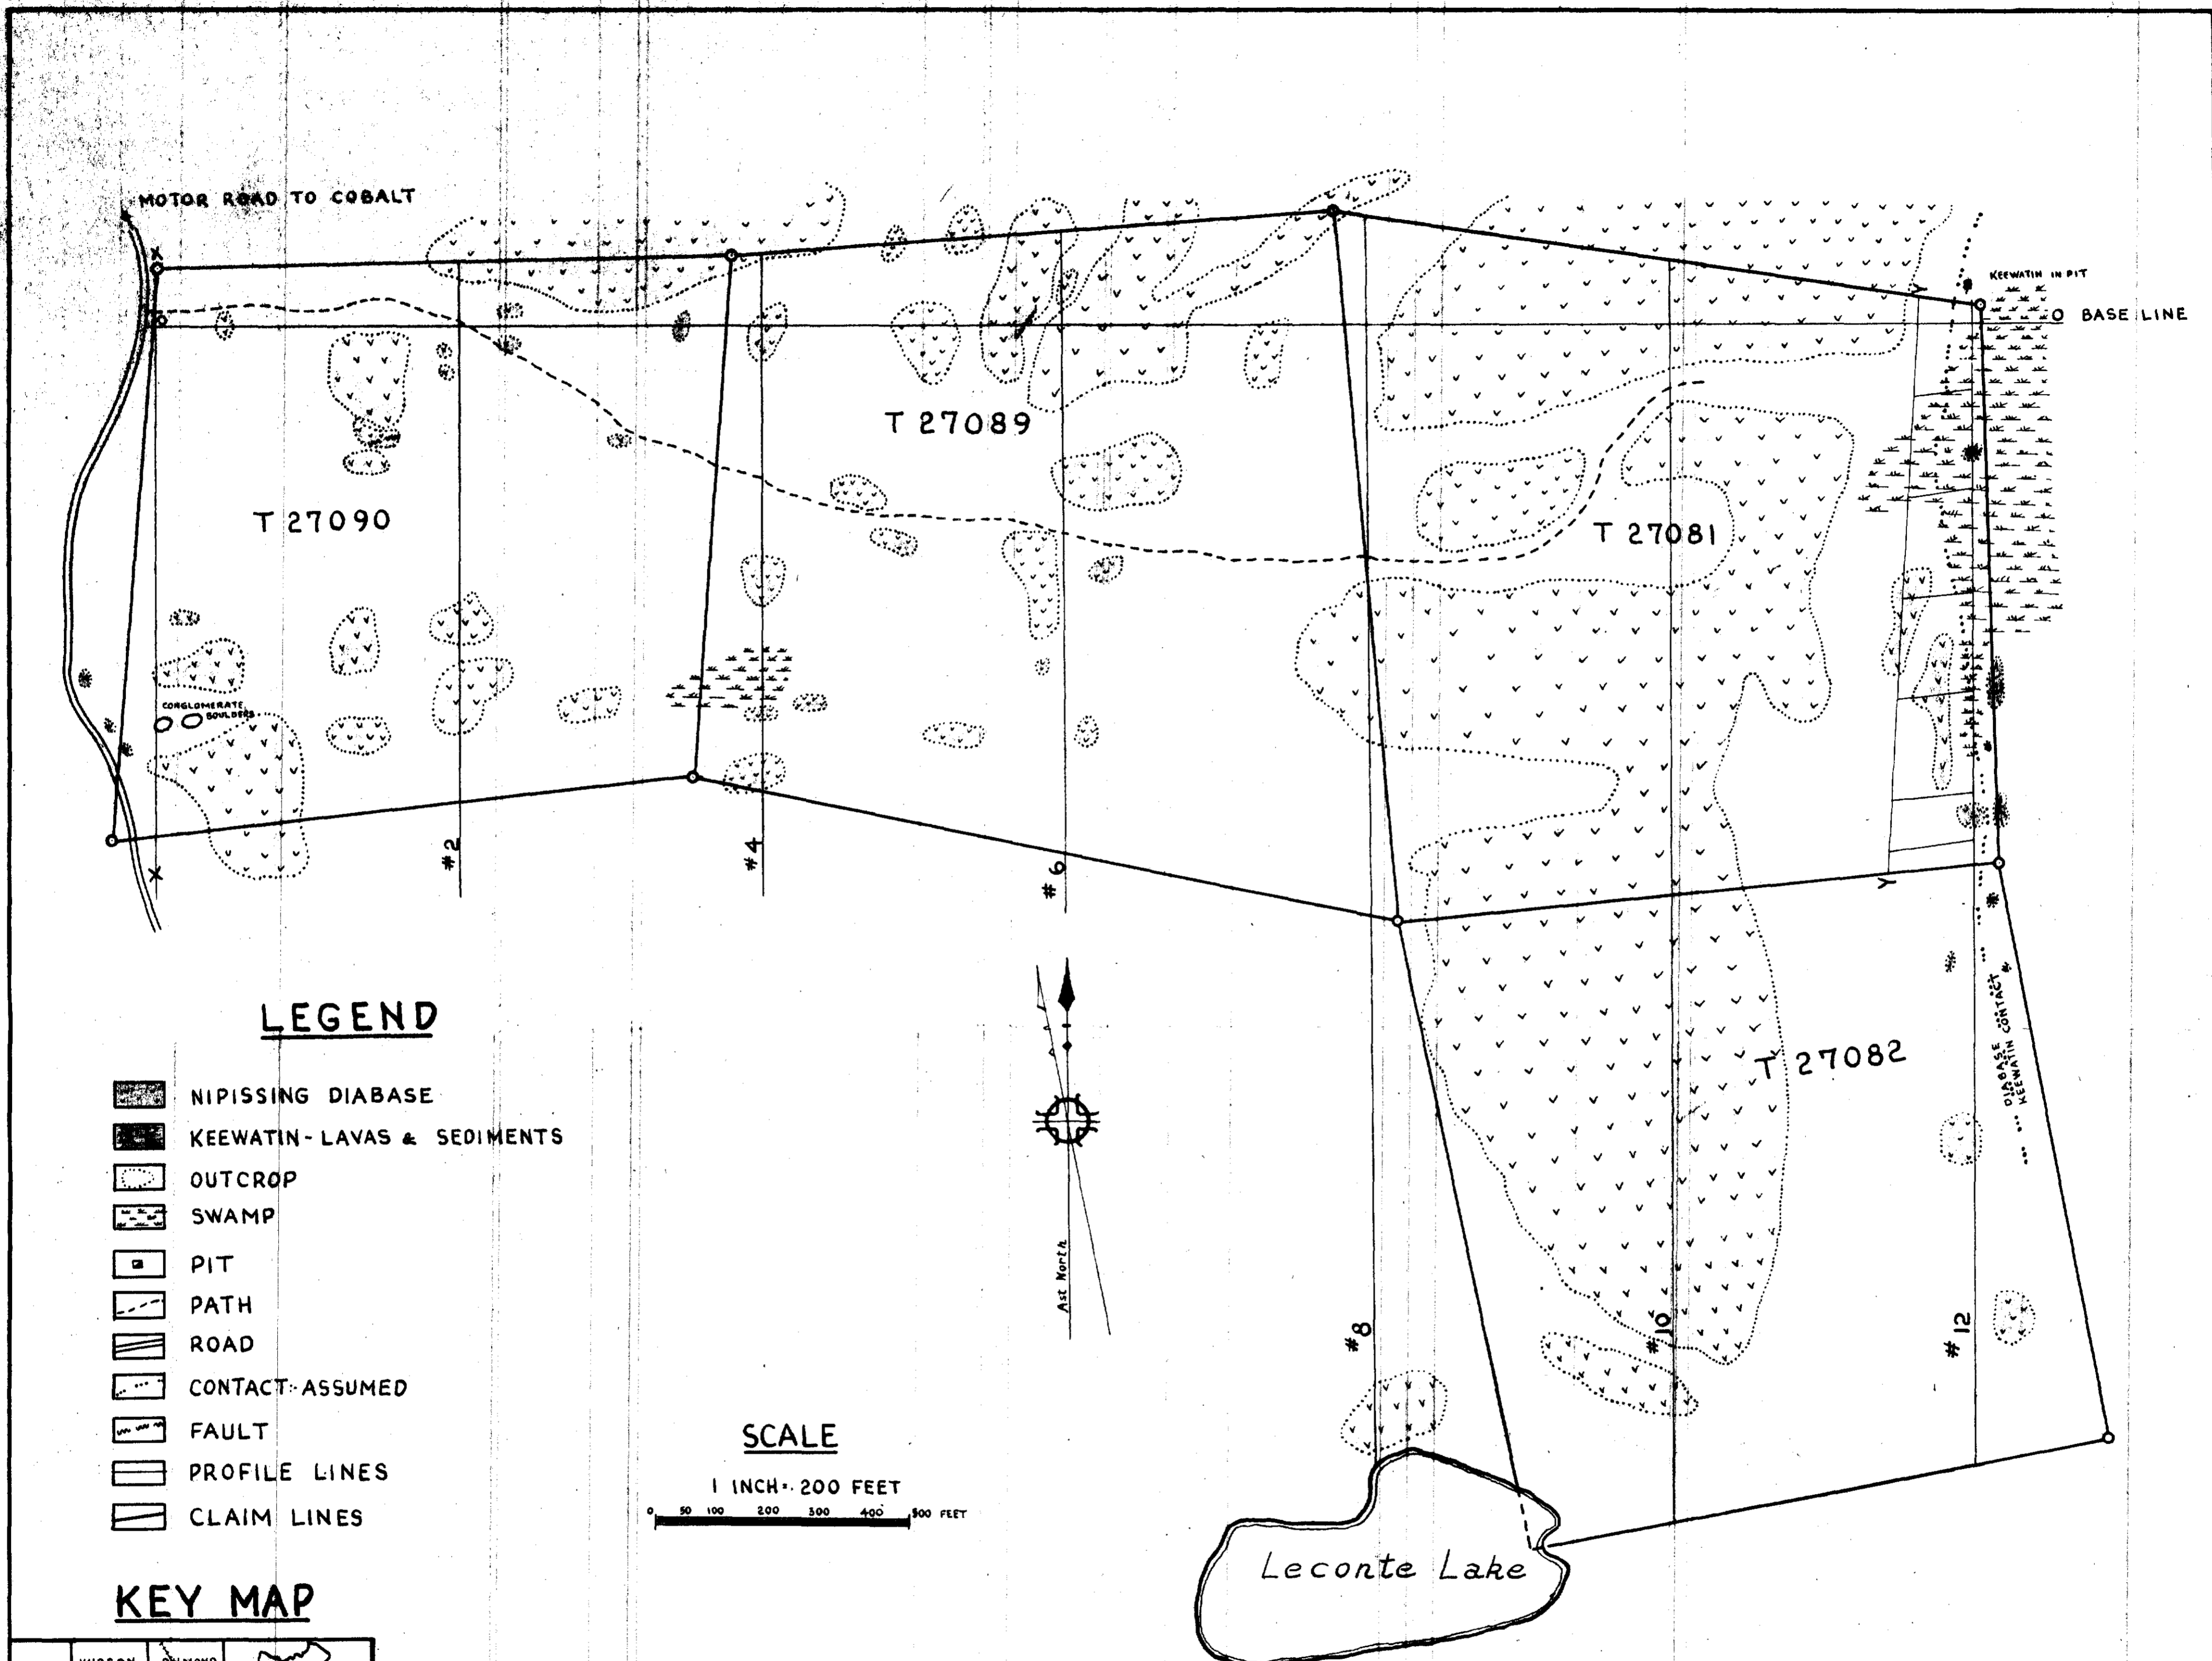 MOTOR ROAD TO COBALT
X
KEEWATIN IN PIT
Y
O BASE LINE
T 27089
T 27090
T 27081
CONGLOMERATE
BOULDERS
X
#2
#4
#6
Y
DIABASE
KEEWATIN CONTACT
T 27082
Ast North
#8
#10
#12
LEGEND
NIPISSING DIABASE
KEEWATIN-LAVAS & SEDIMENTS
OUTCROP
SWAMP
PIT
PATH
ROAD
CONTACT-ASSUMED
FAULT
PROFILE LINES
CLAIM LINES
SCALE
1 INCH = 200 FEET
0 50 100 200 300 400 500 FEET
Leconte Lake
KEY MAP